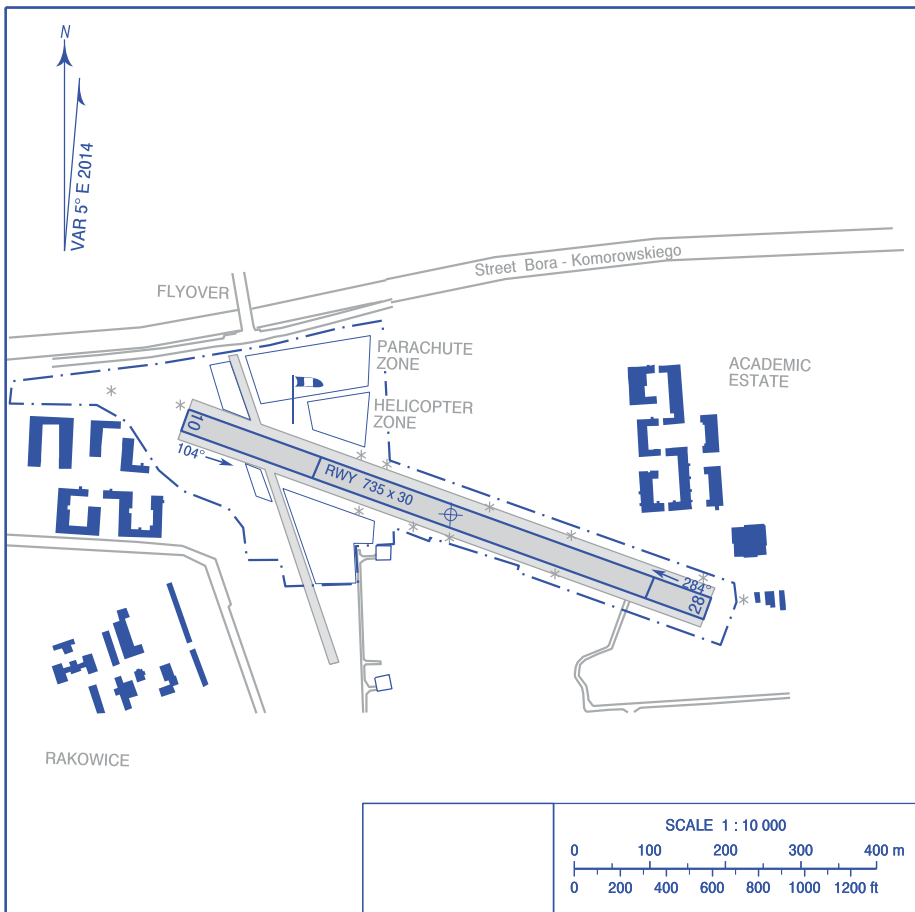 N
VAR 5° E 2014
Street Bora - Komorowskiego
FLYOVER
PARACHUTE
ZONE
ACADEMIC
ESTATE
HELICOPTER
ZONE
10
104°
RWY 735 x 30
284°
28
RAKOWICE
SCALE 1 : 10 000
0 100 200 300 400 m
0 200 400 600 800 1000 1200 ft